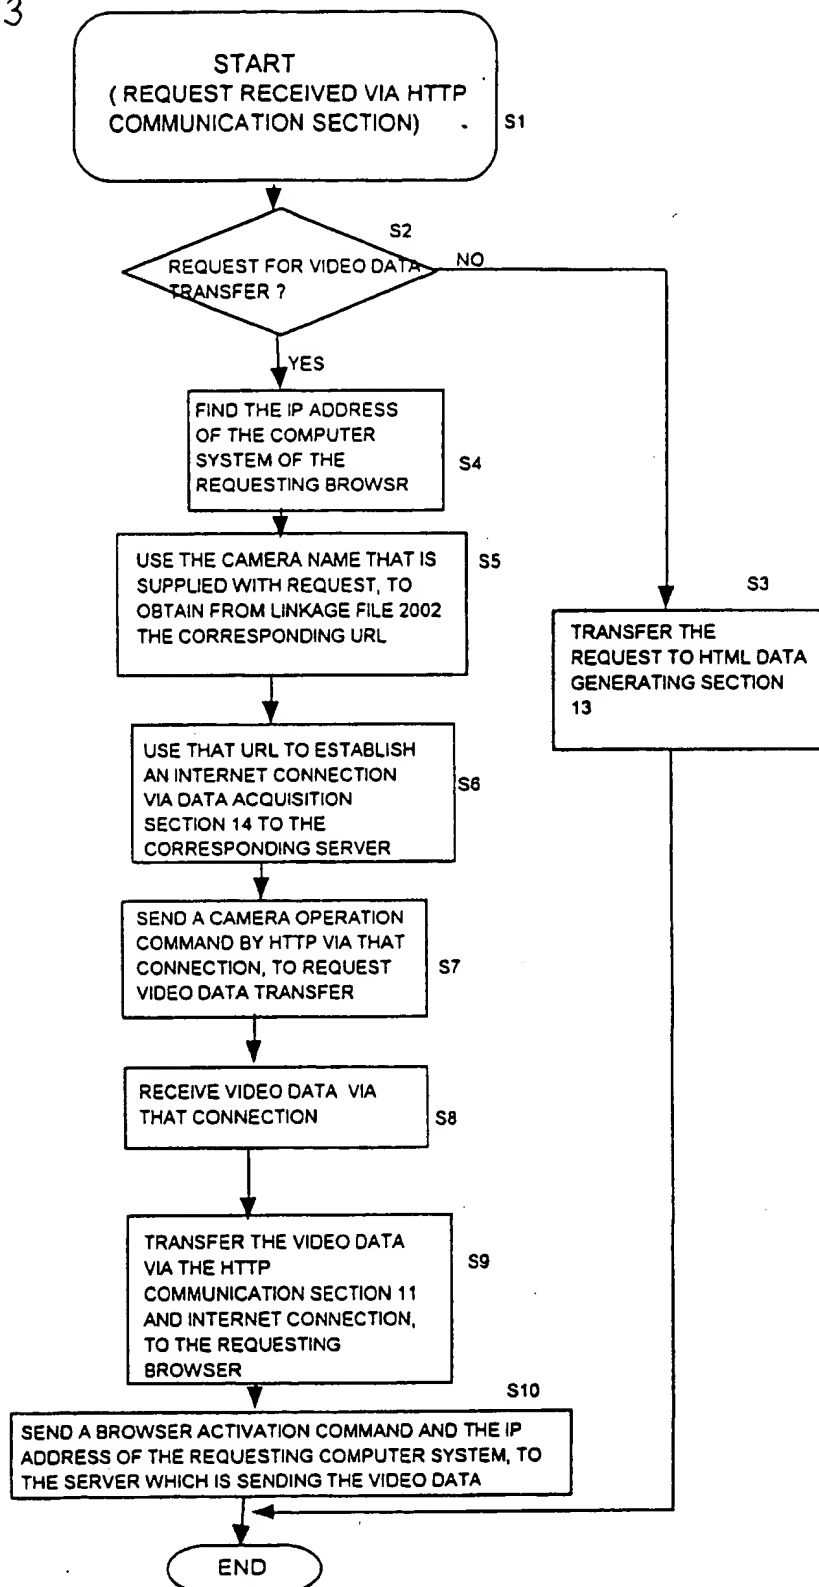 3
START
( REQUEST RECEIVED VIA HTTP
COMMUNICATION SECTION)
S1
S2
REQUEST FOR VIDEO DATA
TRANSFER ?
NO
YES
FIND THE IP ADDRESS
OF THE COMPUTER
SYSTEM OF THE
REQUESTING BROWSR
S4
USE THE CAMERA NAME THAT IS
SUPPLIED WITH REQUEST, TO
OBTAIN FROM LINKAGE FILE 2002
THE CORRESPONDING URL
S5
S3
TRANSFER THE
REQUEST TO HTML DATA
GENERATING SECTION
13
USE THAT URL TO ESTABLISH
AN INTERNET CONNECTION
VIA DATA ACQUISITION
SECTION 14 TO THE
CORRESPONDING SERVER
S6
SEND A CAMERA OPERATION
COMMAND BY HTTP VIA THAT
CONNECTION, TO REQUEST
VIDEO DATA TRANSFER
S7
RECEIVE VIDEO DATA VIA
THAT CONNECTION
S8
TRANSFER THE VIDEO DATA
VIA THE HTTP
COMMUNICATION SECTION 11
AND INTERNET CONNECTION,
TO THE REQUESTING
BROWSER
S9
S10
SEND A BROWSER ACTIVATION COMMAND AND THE IP
ADDRESS OF THE REQUESTING COMPUTER SYSTEM, TO
THE SERVER WHICH IS SENDING THE VIDEO DATA
END